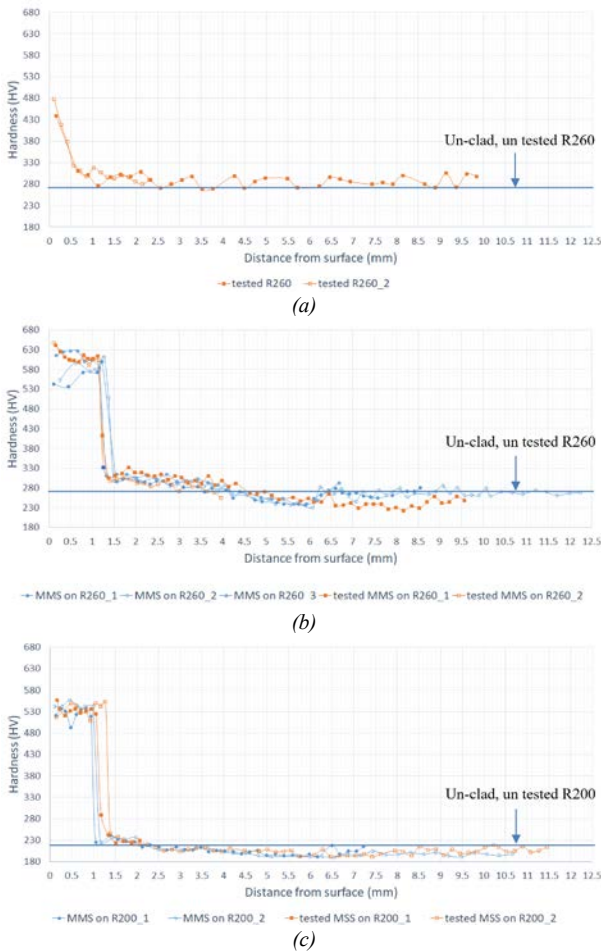 Hardness (HV)
680
630
580
530
480
430
380
330
280
230
180
Un-clad, un tested R260
0 0.5 1 1.5 2 2.5 3 3.5 4 4.5 5 5.5 6 6.5 7 7.5 8 8.5 9 9.5 10 10.5 11 11.5 12 12.5
Distance from surface (mm)
tested R260 tested R260_2
(a)
Hardness (HV)
680
630
580
530
480
430
380
330
280
230
180
Un-clad, un tested R260
0 0.5 1 1.5 2 2.5 3 3.5 4 4.5 5 5.5 6 6.5 7 7.5 8 8.5 9 9.5 10 10.5 11 11.5 12 12.5
Distance from surface (mm)
MMS on R260_1 MMS on R260_2 MMS on R260_3 tested MMS on R260_1 tested MMS on R260_2
(b)
Hardness (HV)
680
630
580
530
480
430
380
330
280
230
180
Un-clad, un tested R200
0 0.5 1 1.5 2 2.5 3 3.5 4 4.5 5 5.5 6 6.5 7 7.5 8 8.5 9 9.5 10 10.5 11 11.5 12 12.5
Distance from surface (mm)
MMS on R200_1 MMS on R200_2 tested MSS on R200_1 tested MSS on R200_2
(c)